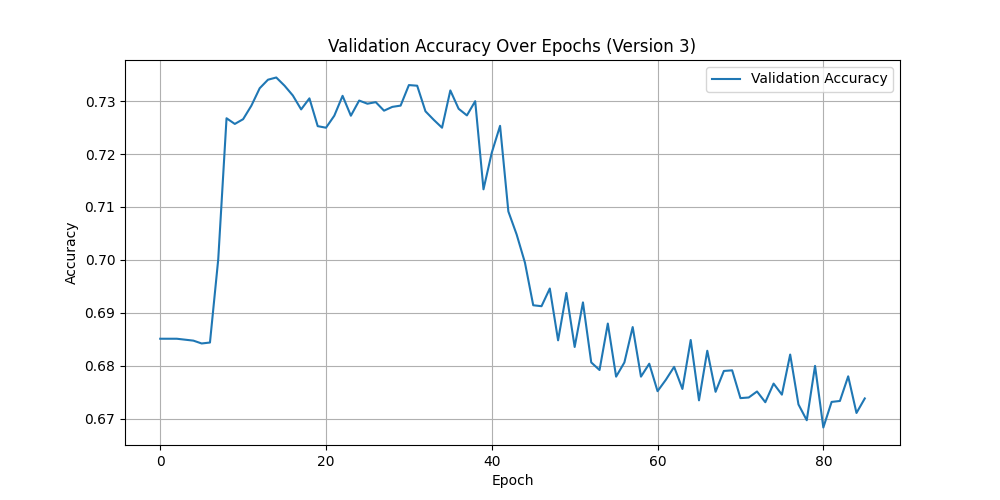 Validation Accuracy Over Epochs (Version 3)
Validation Accuracy
0.73
0.72
0.71
0.70
0.69
0.68
0.67
Accuracy
0 20 40 60 80
Epoch